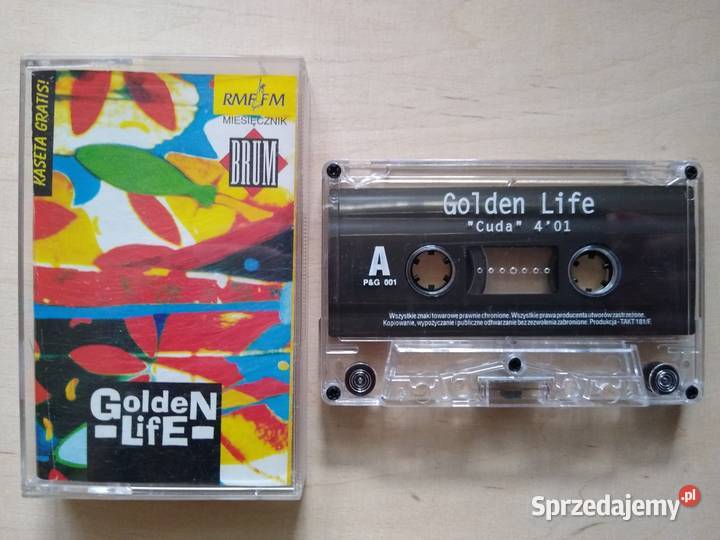 KASETA GRATIS!
RMF FM
MIESIĘCZNIK
BRUM
GoldeN
-LifE-
Golden Life
"Cuda" 4'01
A
P&G 001
Wszystkie znaki towarowe prawnie chronione. Wszystkie prawa producenta utworów zastrzeżone.
Kopiowanie, wypożyczanie i publiczne odtwarzanie bez zezwolenia zabronione. Produkcja - TAKT 181/F.
Sprzedajemy.pl